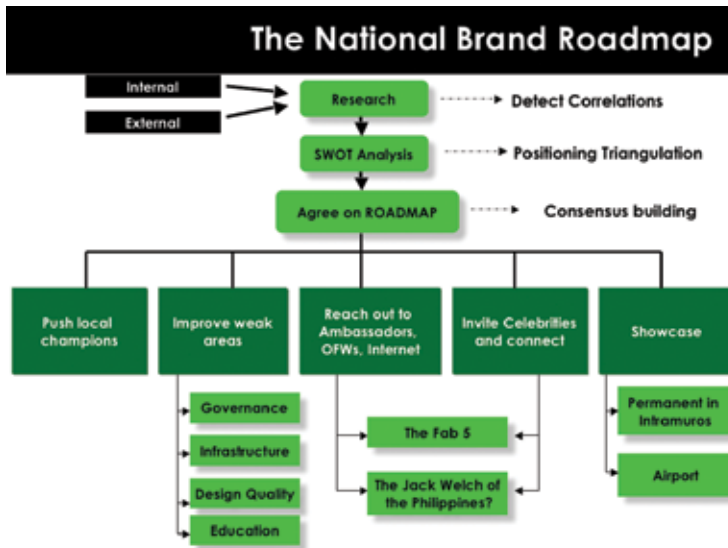 The National Brand Roadmap
Internal
External
Research
Detect Correlations
SWOT Analysis
Positioning Triangulation
Agree on ROADMAP
Consensus building
Push local
champions
Improve weak
areas
Reach out to
Ambassadors,
OFWs, Internet
Invite Celebrities
and connect
Showcase
Governance
Infrastructure
Design Quality
Education
The Fab 5
The Jack Welch of
the Philippines?
Permanent in
Intramuros
Airport